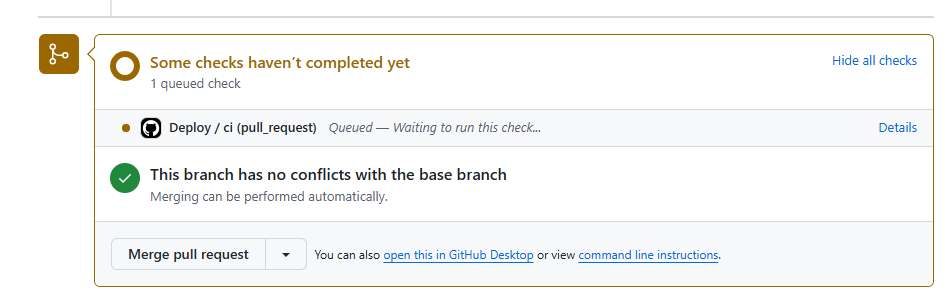 Some checks haven't completed yet
Hide all checks
1 queued check
Deploy / ci (pull_request) Queued — Waiting to run this check...
Details
This branch has no conflicts with the base branch
Merging can be performed automatically.
Merge pull request
You can also open this in GitHub Desktop or view command line instructions.